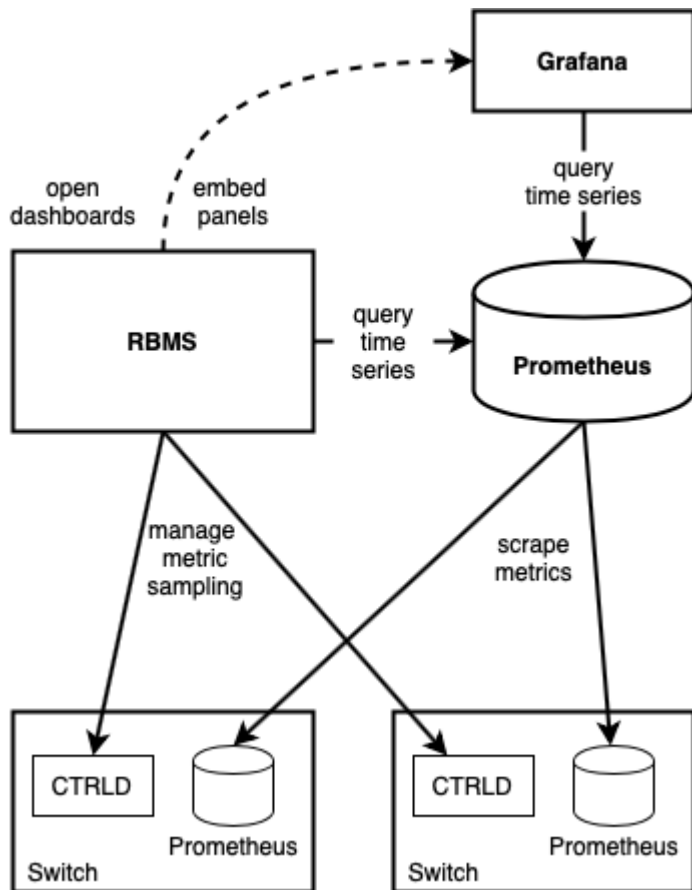 Grafana
open
dashboards
embed
panels
query
time series
RBMS
query
time
series
Prometheus
manage
metric
sampling
scrape
metrics
CTRLD
Prometheus
Switch
CTRLD
Prometheus
Switch